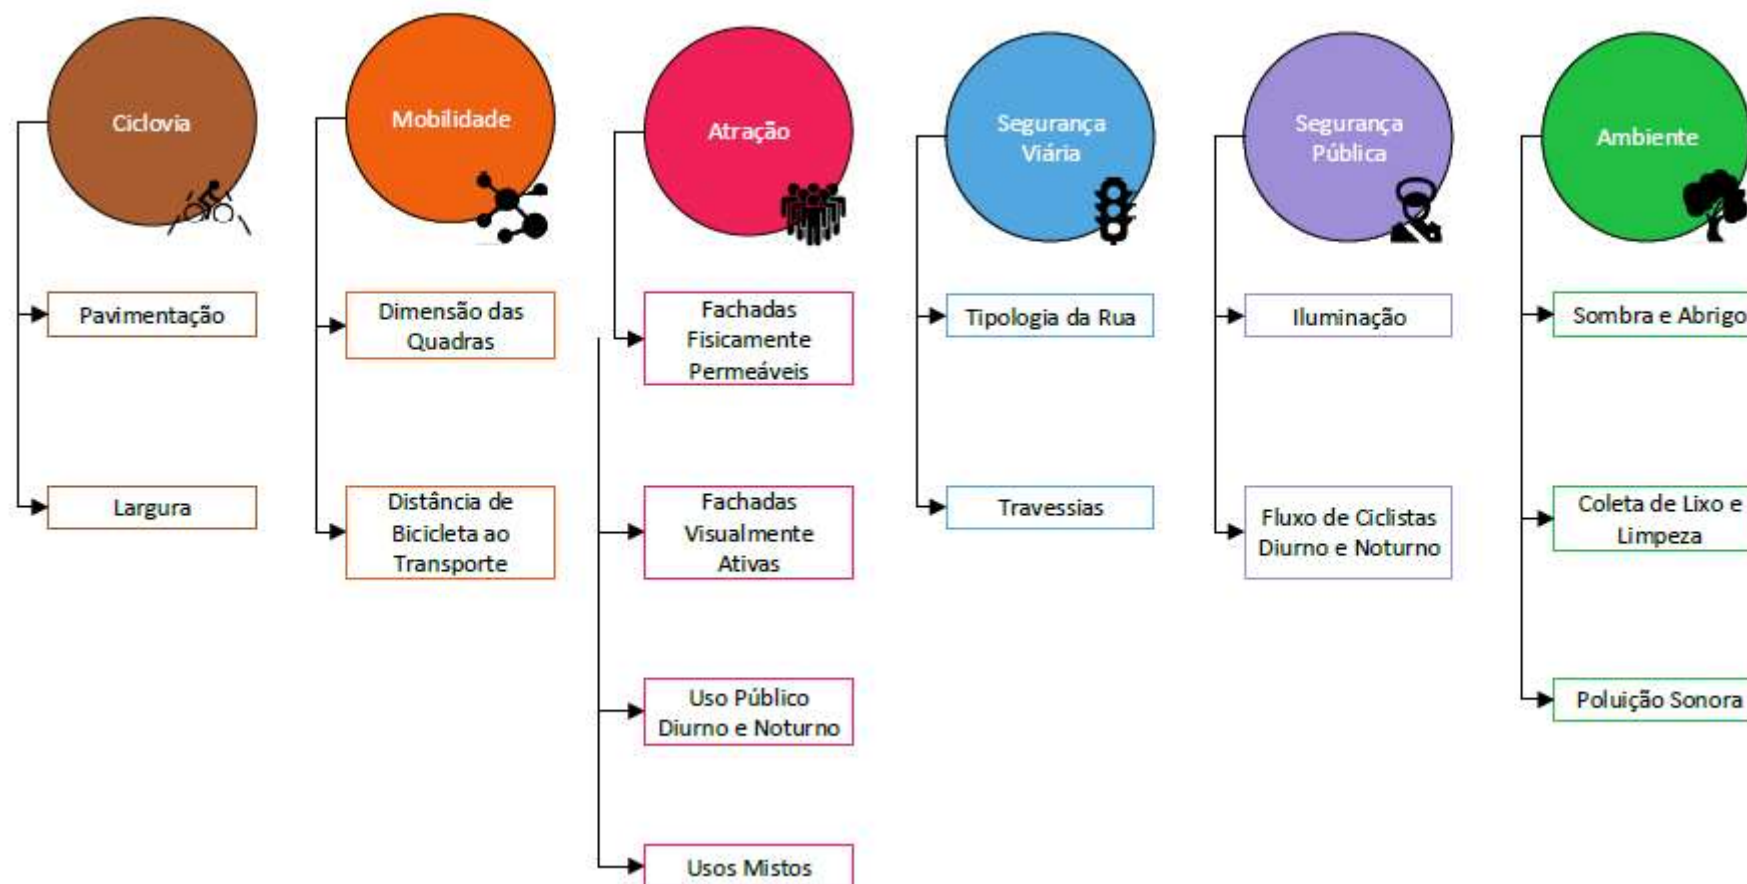 Ciclovia
Pavimentação
Largura
Mobilidade
Dimensão das
Quadras
Distância de
Bicicleta ao
Transporte
Atração
Fachadas
Fisicamente
Permeáveis
Fachadas
Visualmente
Ativas
Uso Público
Diurno e Noturno
Usos Mistos
Segurança
Viária
Tipologia da Rua
Travessias
Segurança
Pública
Iluminação
Fluxo de Ciclistas
Diurno e Noturno
Ambiente
Sombra e Abrigo
Coleta de Lixo e
Limpeza
Poluição Sonora